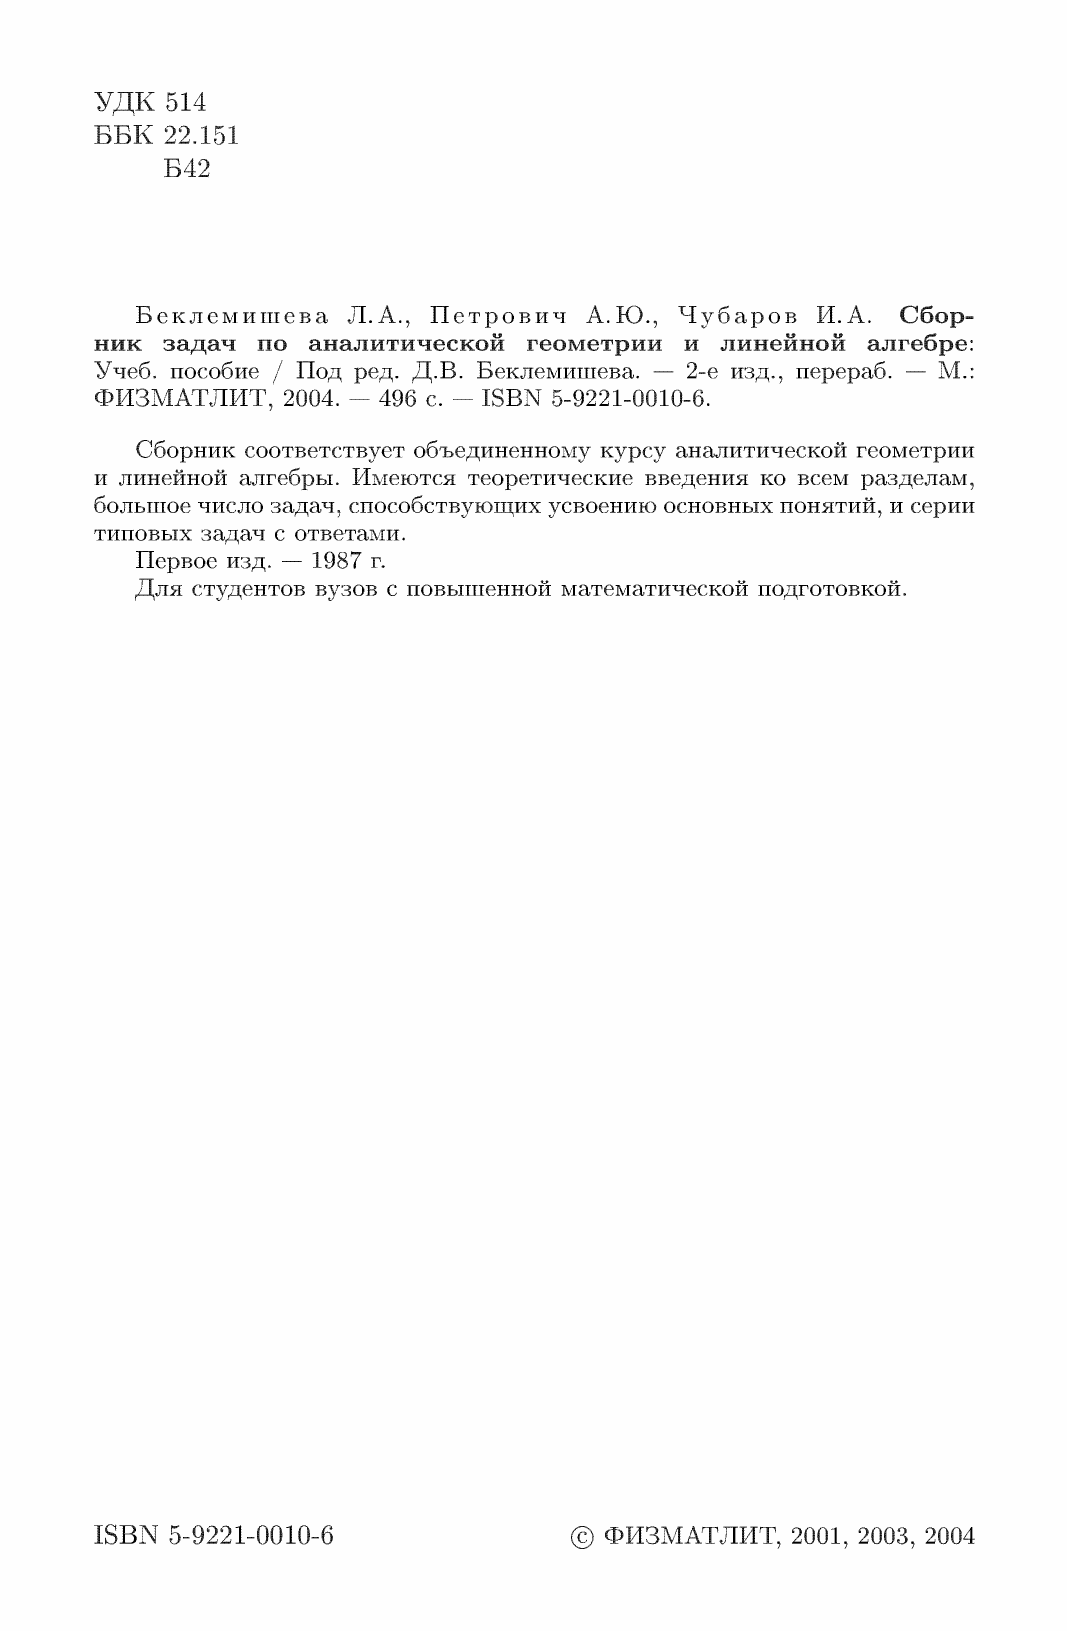 УДК 514
ББК 22.151
Б42
Беклемишева Л.А., Петрович А.Ю., Чубаров И.А. Сбор-
ник задач по аналитической геометрии и линейной алгебре:
Учеб. пособие / Под ред. Д.В. Беклемишева. — 2-е изд., перераб. — М.:
ФИЗМАТЛИТ, 2004. — 496 с. — ISBN 5-9221-0010-6.
Сборник соответствует объединенному курсу аналитической геометрии
и линейной алгебры. Имеются теоретические введения ко всем разделам,
большое число задач, способствующих усвоению основных понятий, и серии
типовых задач с ответами.
Первое изд. — 1987 г.
Для студентов вузов с повышенной математической подготовкой.
ISBN 5-9221-0010-6 © ФИЗМАТЛИТ, 2001, 2003, 2004